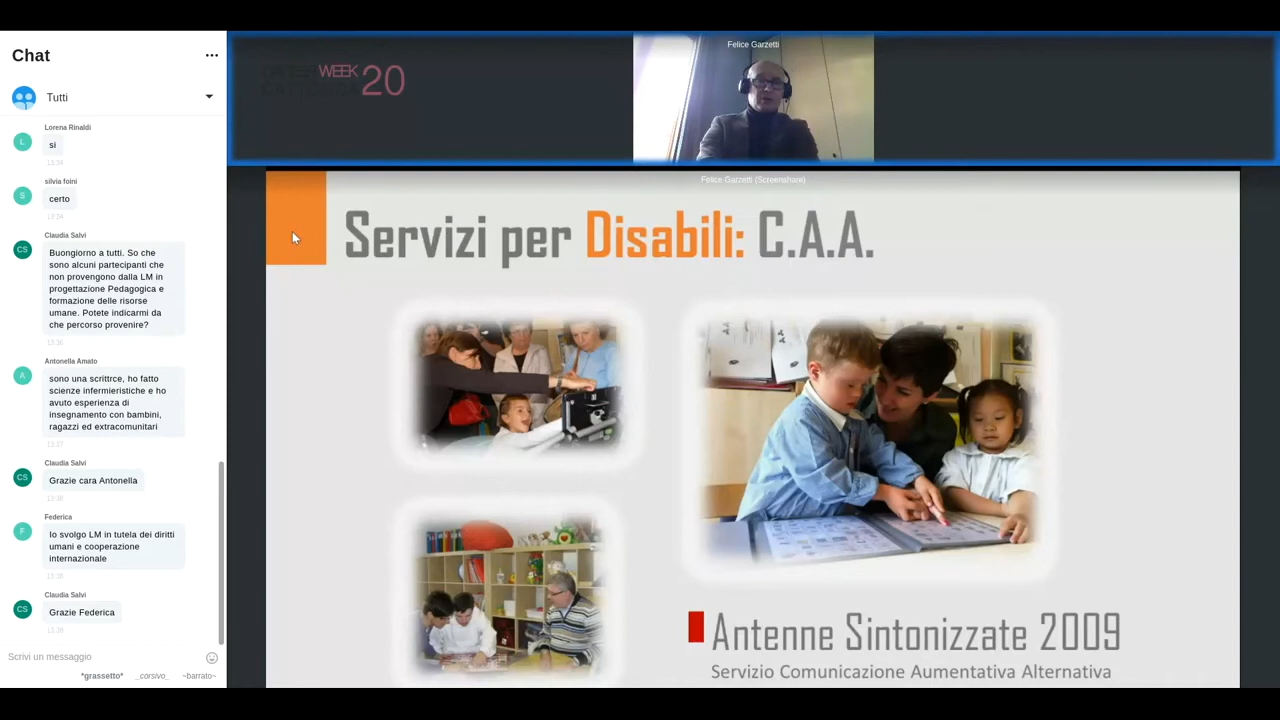 Chat
Tutti
Lorena Rinaldi
L
si
13:34
silvia foini
S
certo
13:34
Claudia Salvi
CS
Buongiorno a tutti. So che
sono alcuni partecipanti che
non provengono dalla LM in
progettazione Pedagogica e
formazione delle risorse
umane. Potete indicarmi da
che percorso provenire?
13:36
Antonella Amato
A
sono una scrittrce, ho fatto
scienze infermieristiche e ho
avuto esperienza di
insegnamento con bambini,
ragazzi ed extracomunitari
13:37
Claudia Salvi
CS
Grazie cara Antonella
13:38
Federica
F
Io svolgo LM in tutela dei diritti
umani e cooperazione
internazionale
13:38
Claudia Salvi
CS
Grazie Federica
Scrivi un messaggio
*grassetto* _corsivo_ ~barrato~
WEEK
20
Felice Garzetti
Felice Garzetti (Screenshare)
Servizi per Disabili: C.A.A.
Antenne Sintonizzate 2009
Servizio Comunicazione Aumentativa Alternativa